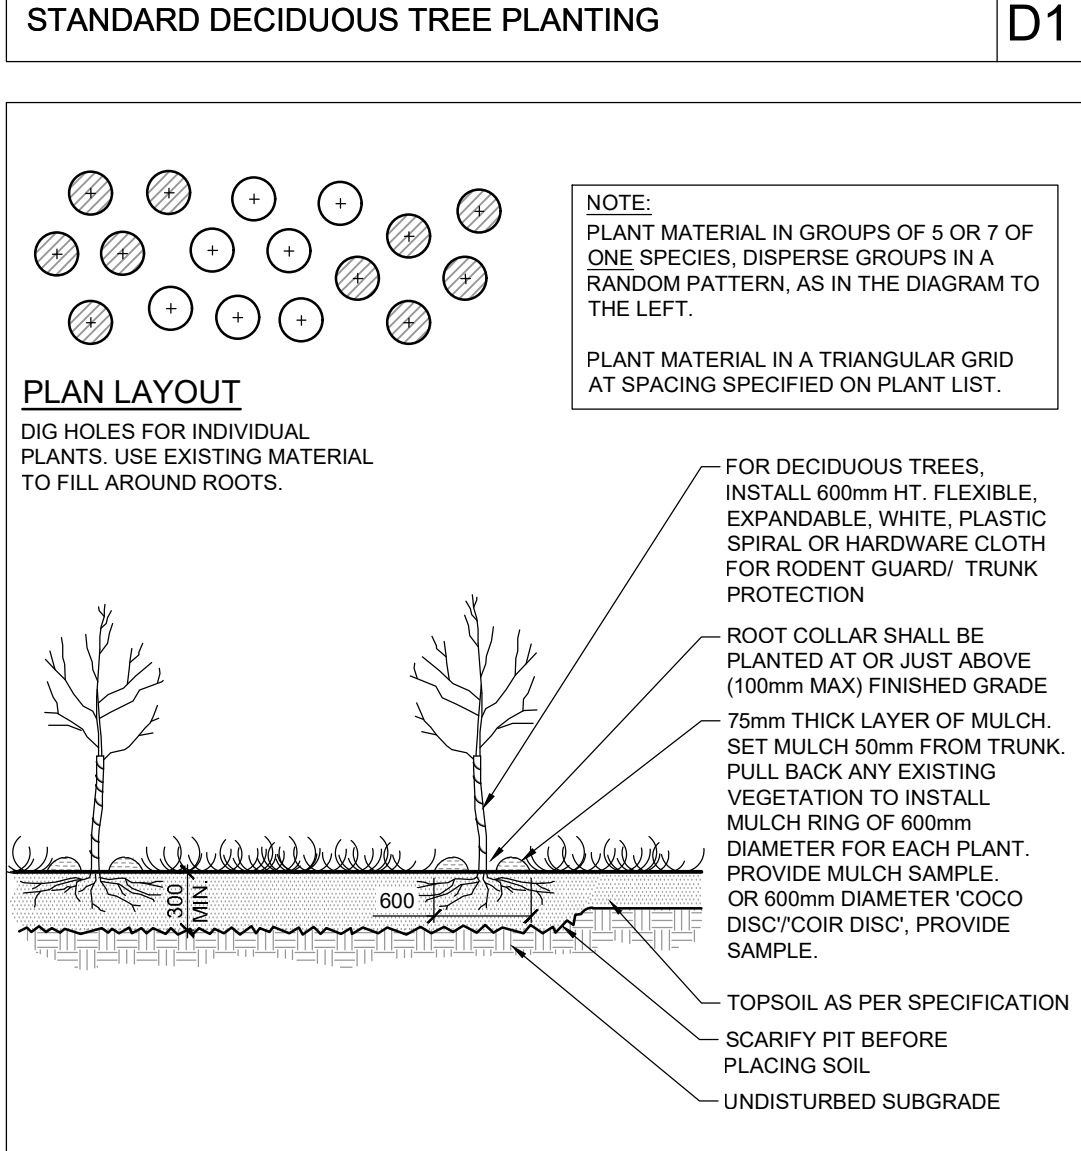 STANDARD DECIDUOUS TREE PLANTING
D1
NOTE:
PLANT MATERIAL IN GROUPS OF 5 OR 7 OF
ONE SPECIES, DISPERSE GROUPS IN A
RANDOM PATTERN, AS IN THE DIAGRAM TO
THE LEFT.
PLANT MATERIAL IN A TRIANGULAR GRID
AT SPACING SPECIFIED ON PLANT LIST.
PLAN LAYOUT
DIG HOLES FOR INDIVIDUAL
PLANTS. USE EXISTING MATERIAL
TO FILL AROUND ROOTS.
FOR DECIDUOUS TREES,
INSTALL 600mm HT. FLEXIBLE,
EXPANDABLE, WHITE, PLASTIC
SPIRAL OR HARDWARE CLOTH
FOR RODENT GUARD/ TRUNK
PROTECTION
ROOT COLLAR SHALL BE
PLANTED AT OR JUST ABOVE
(100mm MAX) FINISHED GRADE
75mm THICK LAYER OF MULCH.
SET MULCH 50mm FROM TRUNK.
PULL BACK ANY EXISTING
VEGETATION TO INSTALL
MULCH RING OF 600mm
DIAMETER FOR EACH PLANT.
PROVIDE MULCH SAMPLE.
OR 600mm DIAMETER 'COCO
DISC'/'COIR DISC', PROVIDE
SAMPLE.
300
MIN.
600
TOPSOIL AS PER SPECIFICATION
SCARIFY PIT BEFORE
PLACING SOIL
UNDISTURBED SUBGRADE